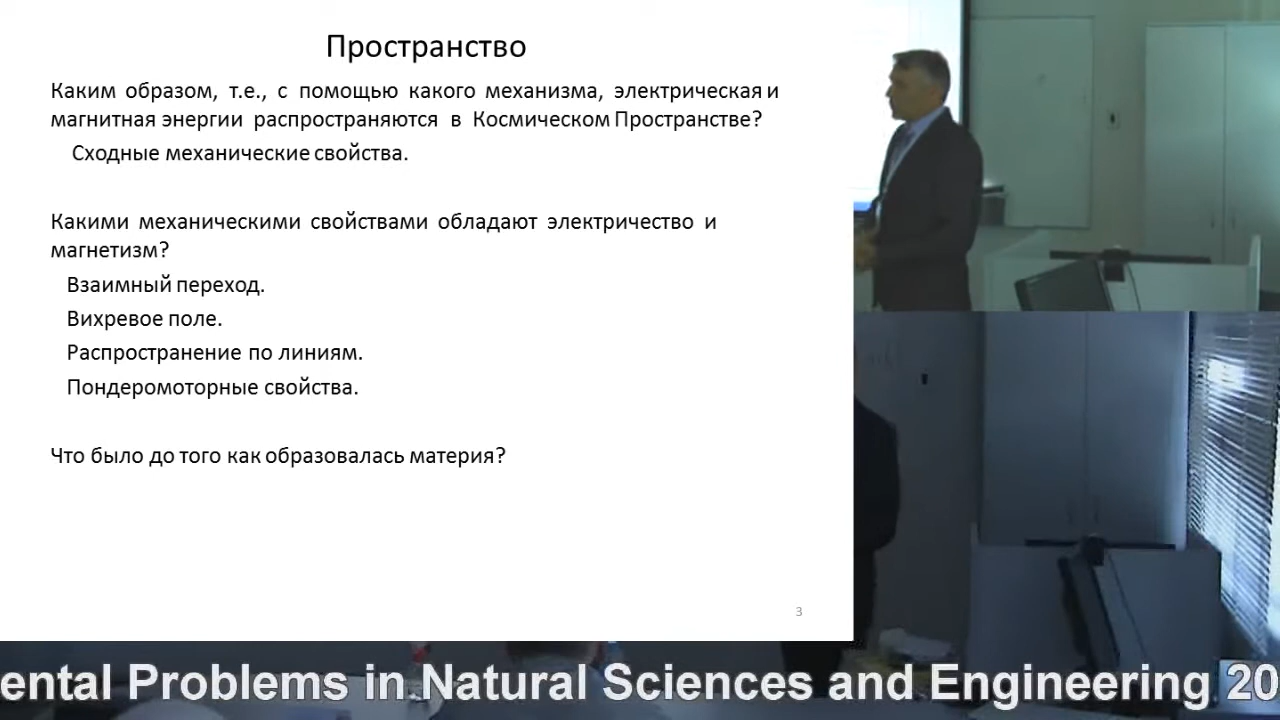 Пространство
Каким образом, т.е., с помощью какого механизма, электрическая и
магнитная энергии распространяются в Космическом Пространстве?
Сходные механические свойства.
Какими механическими свойствами обладают электричество и
магнетизм?
Взаимный переход.
Вихревое поле.
Распространение по линиям.
Пондеромоторные свойства.
Что было до того как образовалась материя?
3
ental Problems in Natural Sciences and Engineering 20